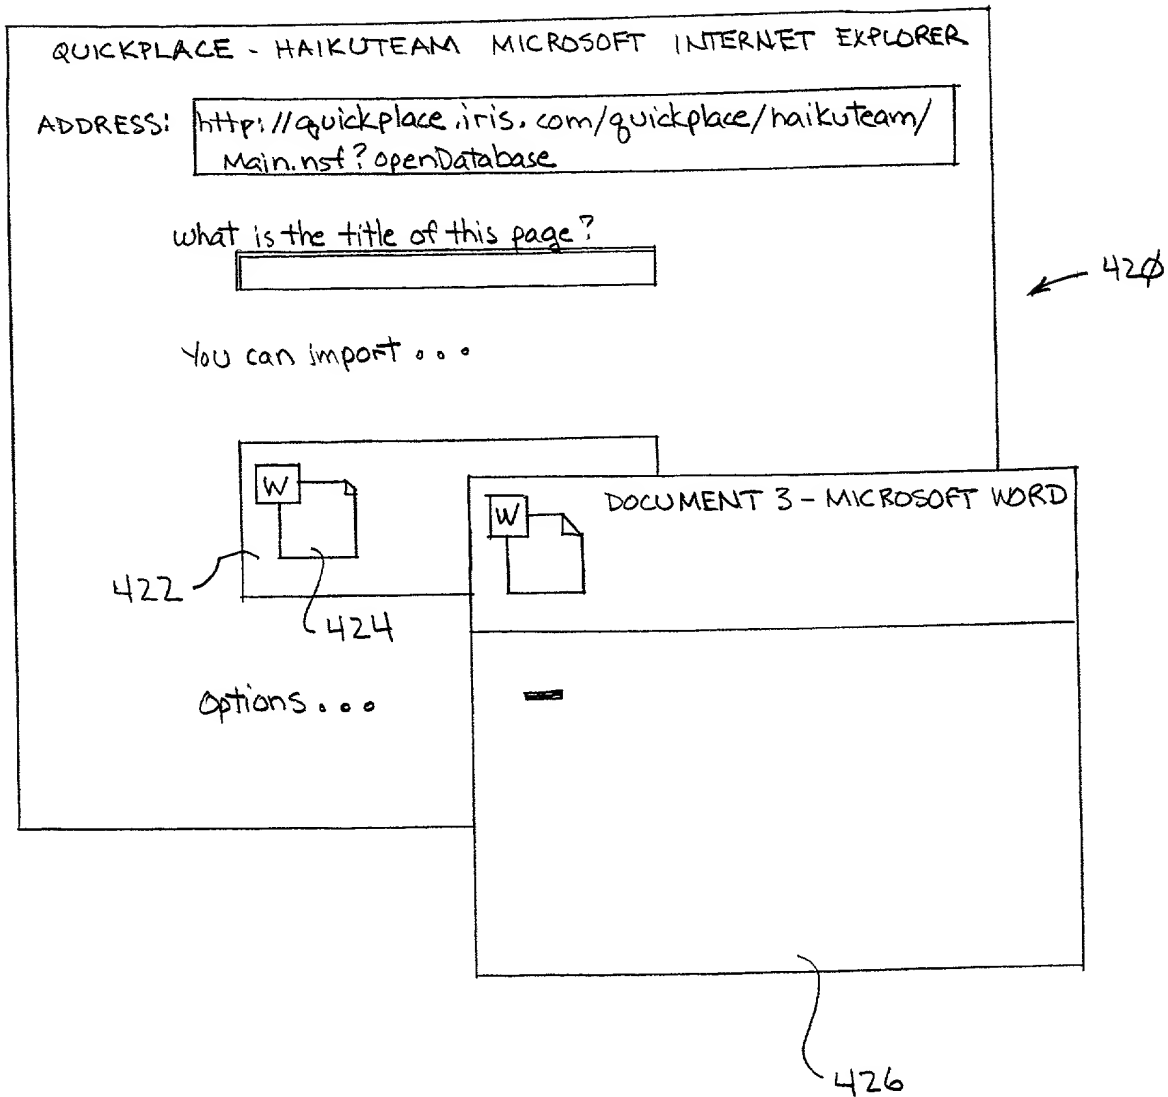 QUICKPLACE - HAIKUTEAM MICROSOFT INTERNET EXPLORER
ADDRESS: http://quickplace.iris.com/quickplace/haikuteam/
Main.nsf?openDatabase
What is the title of this page?
420
You can import...
W
W
DOCUMENT 3 - MICROSOFT WORD
422
424
Options...
426